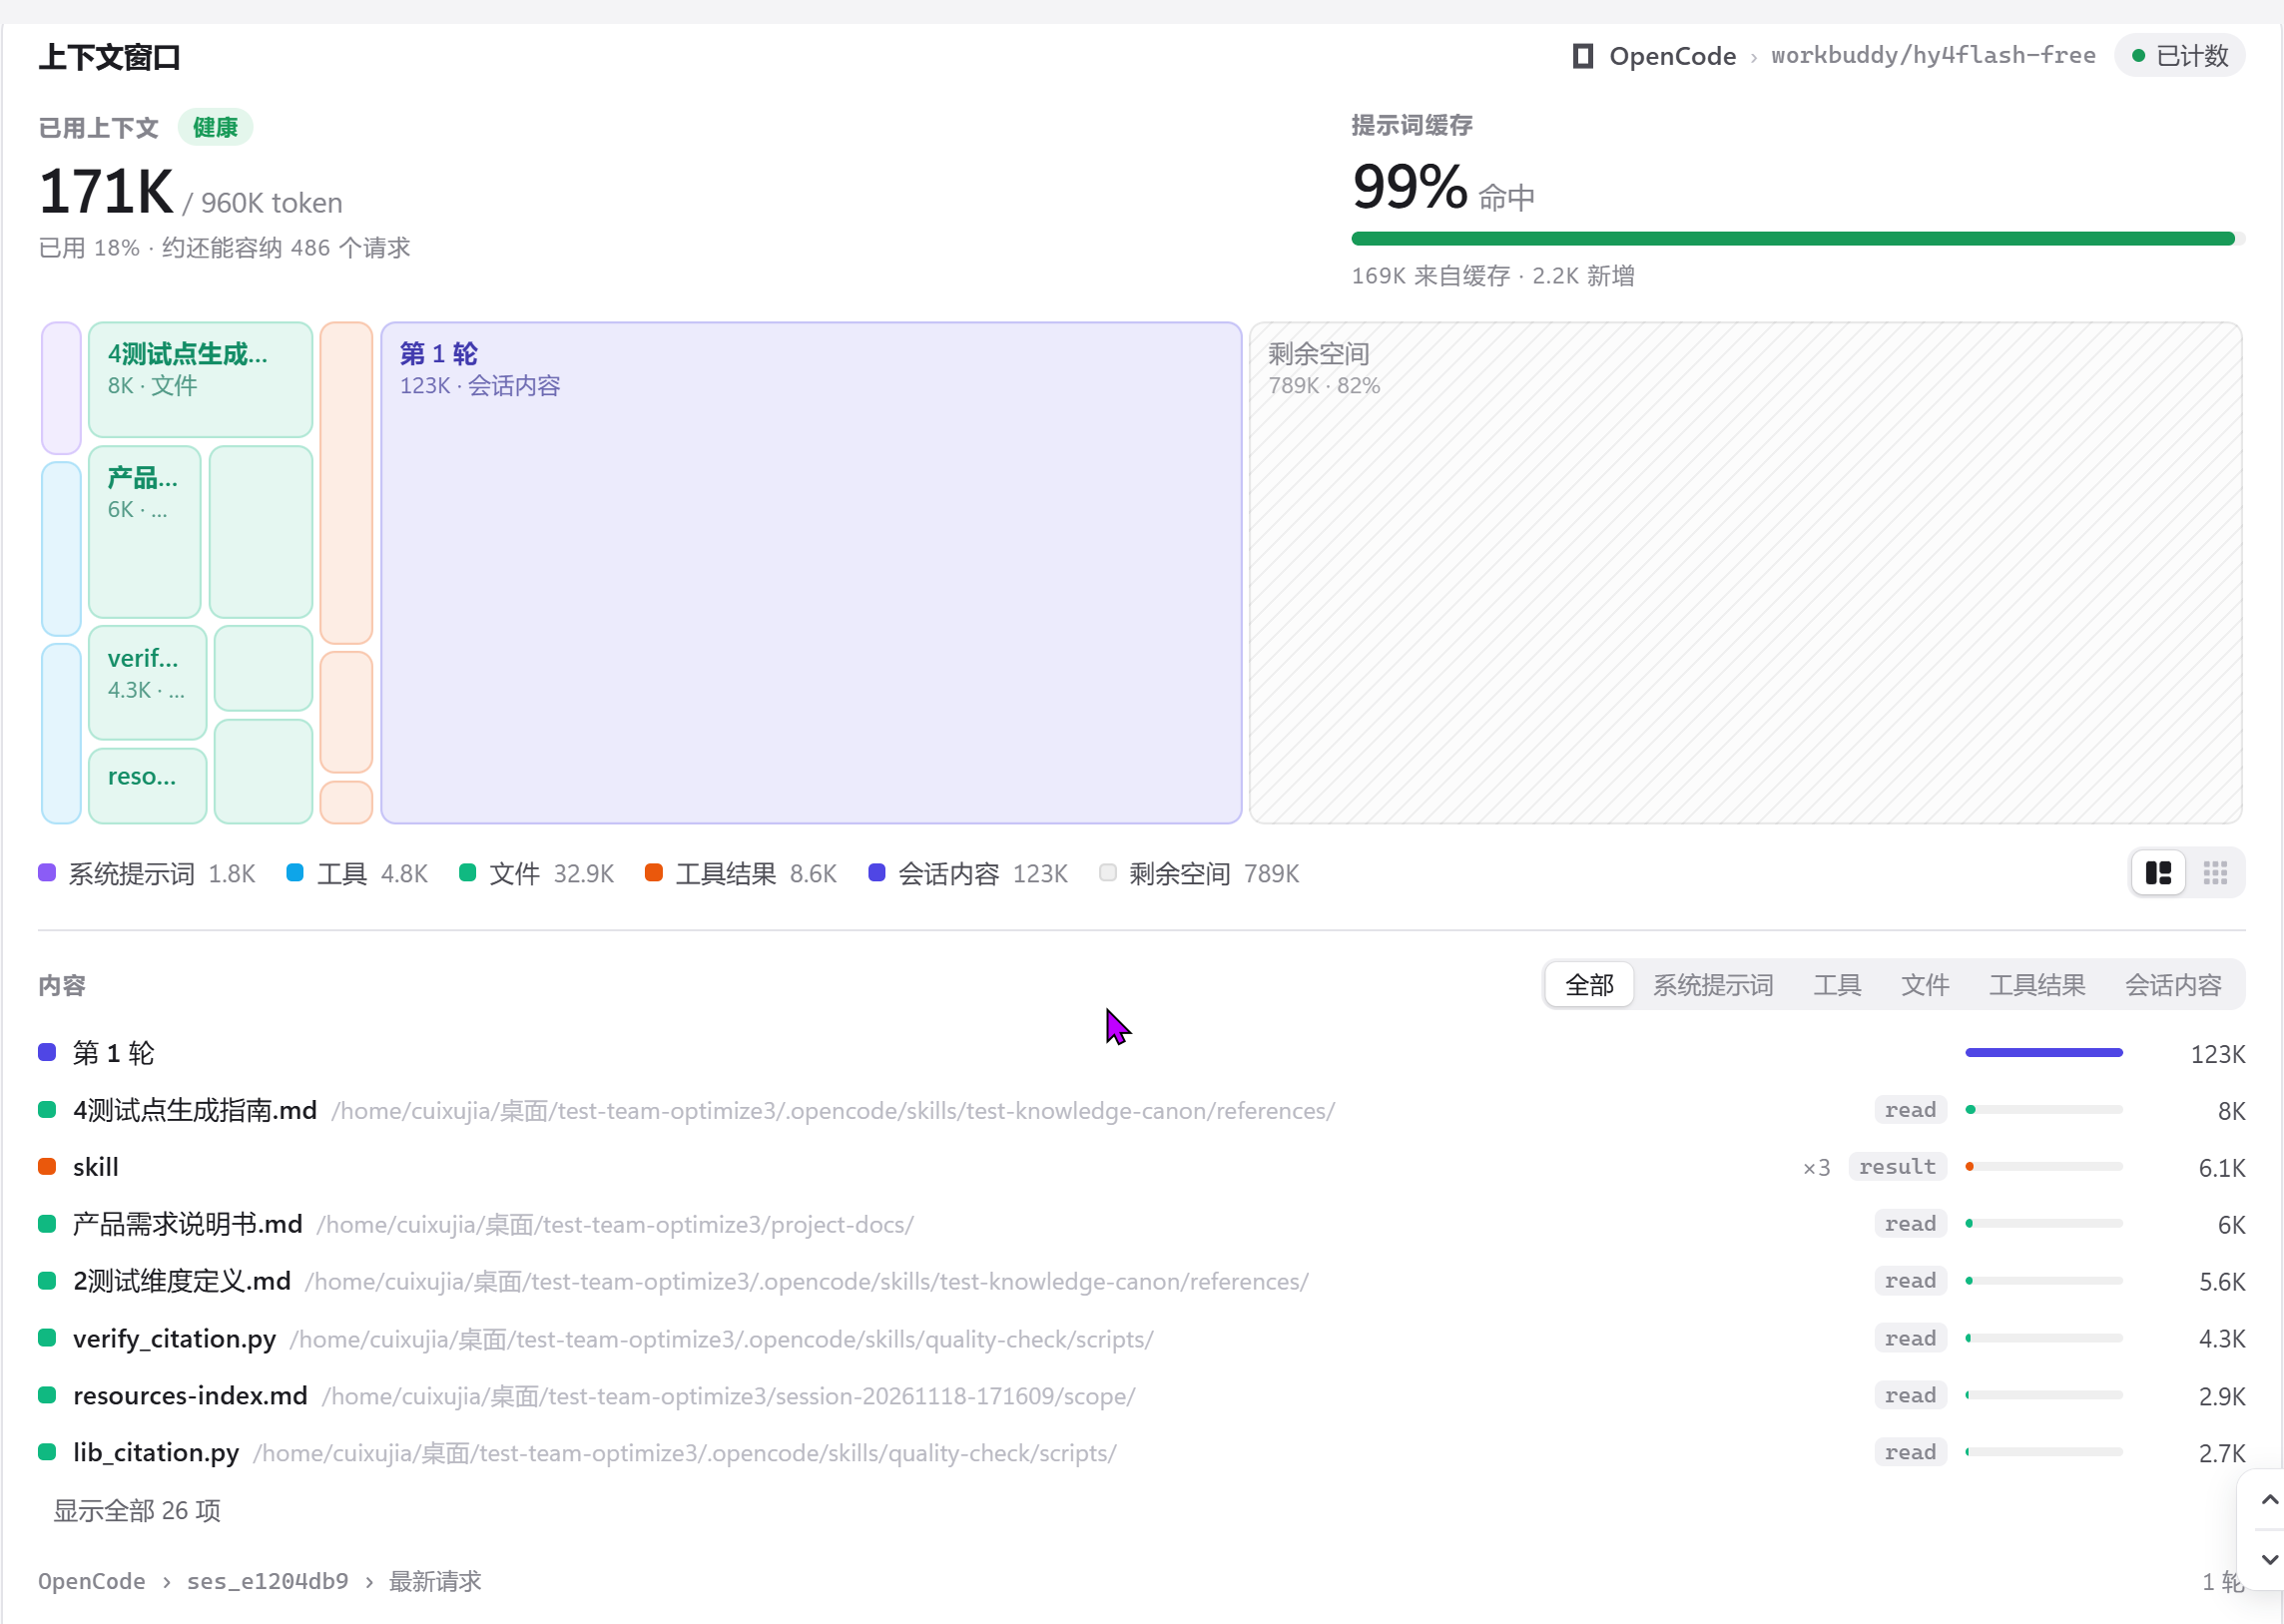 上下文窗口
OpenCode › workbuddy/hy4flash-free 已计数
已用上下文 健康
171K / 960K token
已用 18% · 约还能容纳 486 个请求
提示词缓存
99% 命中
169K 来自缓存 · 2.2K 新增
4测试点生成...
8K · 文件
产品...
6K · ...
verif...
4.3K · ...
reso...
第 1 轮
123K · 会话内容
剩余空间
789K · 82%
系统提示词 1.8K 工具 4.8K 文件 32.9K 工具结果 8.6K 会话内容 123K 剩余空间 789K
内容
全部 系统提示词 工具 文件 工具结果 会话内容
第 1 轮 123K
4测试点生成指南.md /home/cuixujia/桌面/test-team-optimize3/.opencode/skills/test-knowledge-canon/references/ read 8K
skill ×3 result 6.1K
产品需求说明书.md /home/cuixujia/桌面/test-team-optimize3/project-docs/ read 6K
2测试维度定义.md /home/cuixujia/桌面/test-team-optimize3/.opencode/skills/test-knowledge-canon/references/ read 5.6K
verify_citation.py /home/cuixujia/桌面/test-team-optimize3/.opencode/skills/quality-check/scripts/ read 4.3K
resources-index.md /home/cuixujia/桌面/test-team-optimize3/session-20261118-171609/scope/ read 2.9K
lib_citation.py /home/cuixujia/桌面/test-team-optimize3/.opencode/skills/quality-check/scripts/ read 2.7K
显示全部 26 项
OpenCode › ses_e1204db9 › 最新请求 1 轮